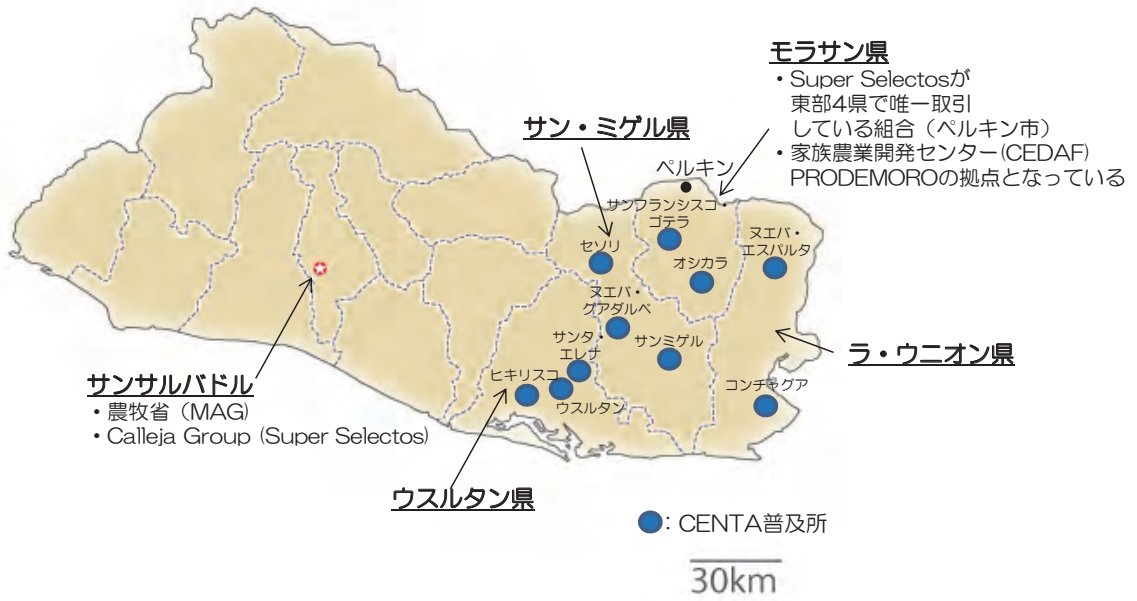 モラサン県
・Super Selectosが
東部4県で唯一取引
している組合（ペルキン市）
・家族農業開発センター(CEDAF)
PRODEMOROの拠点となっている
サン・ミゲル県
ペルキン
サンフランシスコ・
ゴテラ
セソリ
オシカラ
ヌエバ・
エスパルタ
ヌエバ・
グアダルペ
サンミゲル
サンタ・
エレナ
ヒキリスコ
ウスルタン
コンチャグア
ラ・ウニオン県
サンサルバドル
・農牧省（MAG)
・Calleja Group (Super Selectos)
ウスルタン県
：CENTA普及所
30km